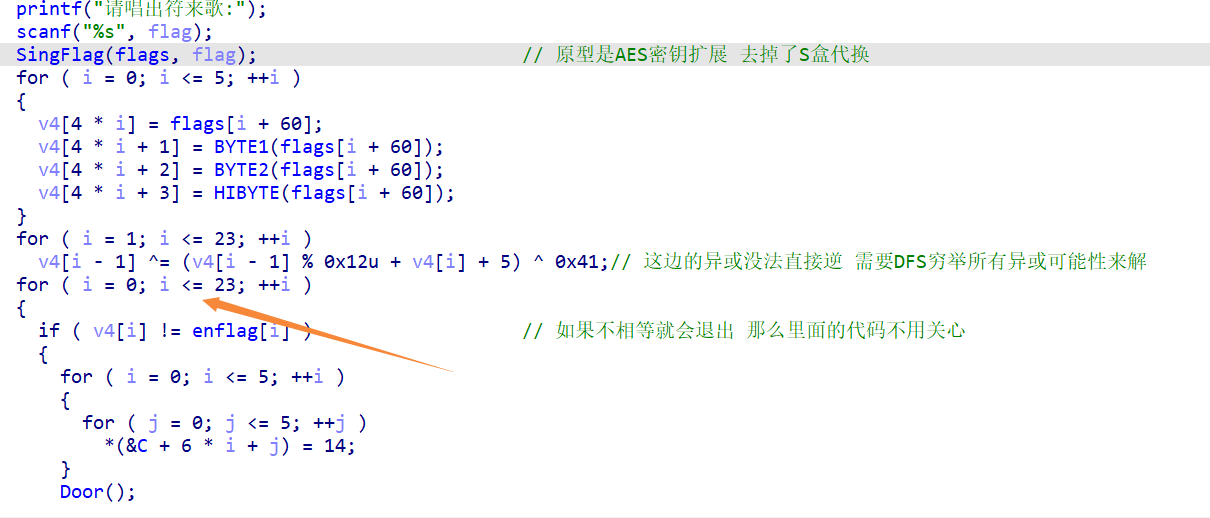 printf("请唱出符来歌:");
scanf("%s", flag);
SingFlag(flags, flag); // 原型是AES密钥扩展 去掉了S盒代换
for ( i = 0; i <= 5; ++i )
{
v4[4 * i] = flags[i + 60];
v4[4 * i + 1] = BYTE1(flags[i + 60]);
v4[4 * i + 2] = BYTE2(flags[i + 60]);
v4[4 * i + 3] = HIBYTE(flags[i + 60]);
}
for ( i = 1; i <= 23; ++i )
v4[i - 1] ^= (v4[i - 1] % 0x12u + v4[i] + 5) ^ 0x41;// 这边的异或没法直接逆 需要DFS穷举所有异或可能性来解
for ( i = 0; i <= 23; ++i )
{
if ( v4[i] != enflag[i] ) // 如果不相等就会退出 那么里面的代码不用关心
{
for ( i = 0; i <= 5; ++i )
{
for ( j = 0; j <= 5; ++j )
*(&C + 6 * i + j) = 14;
}
Door();